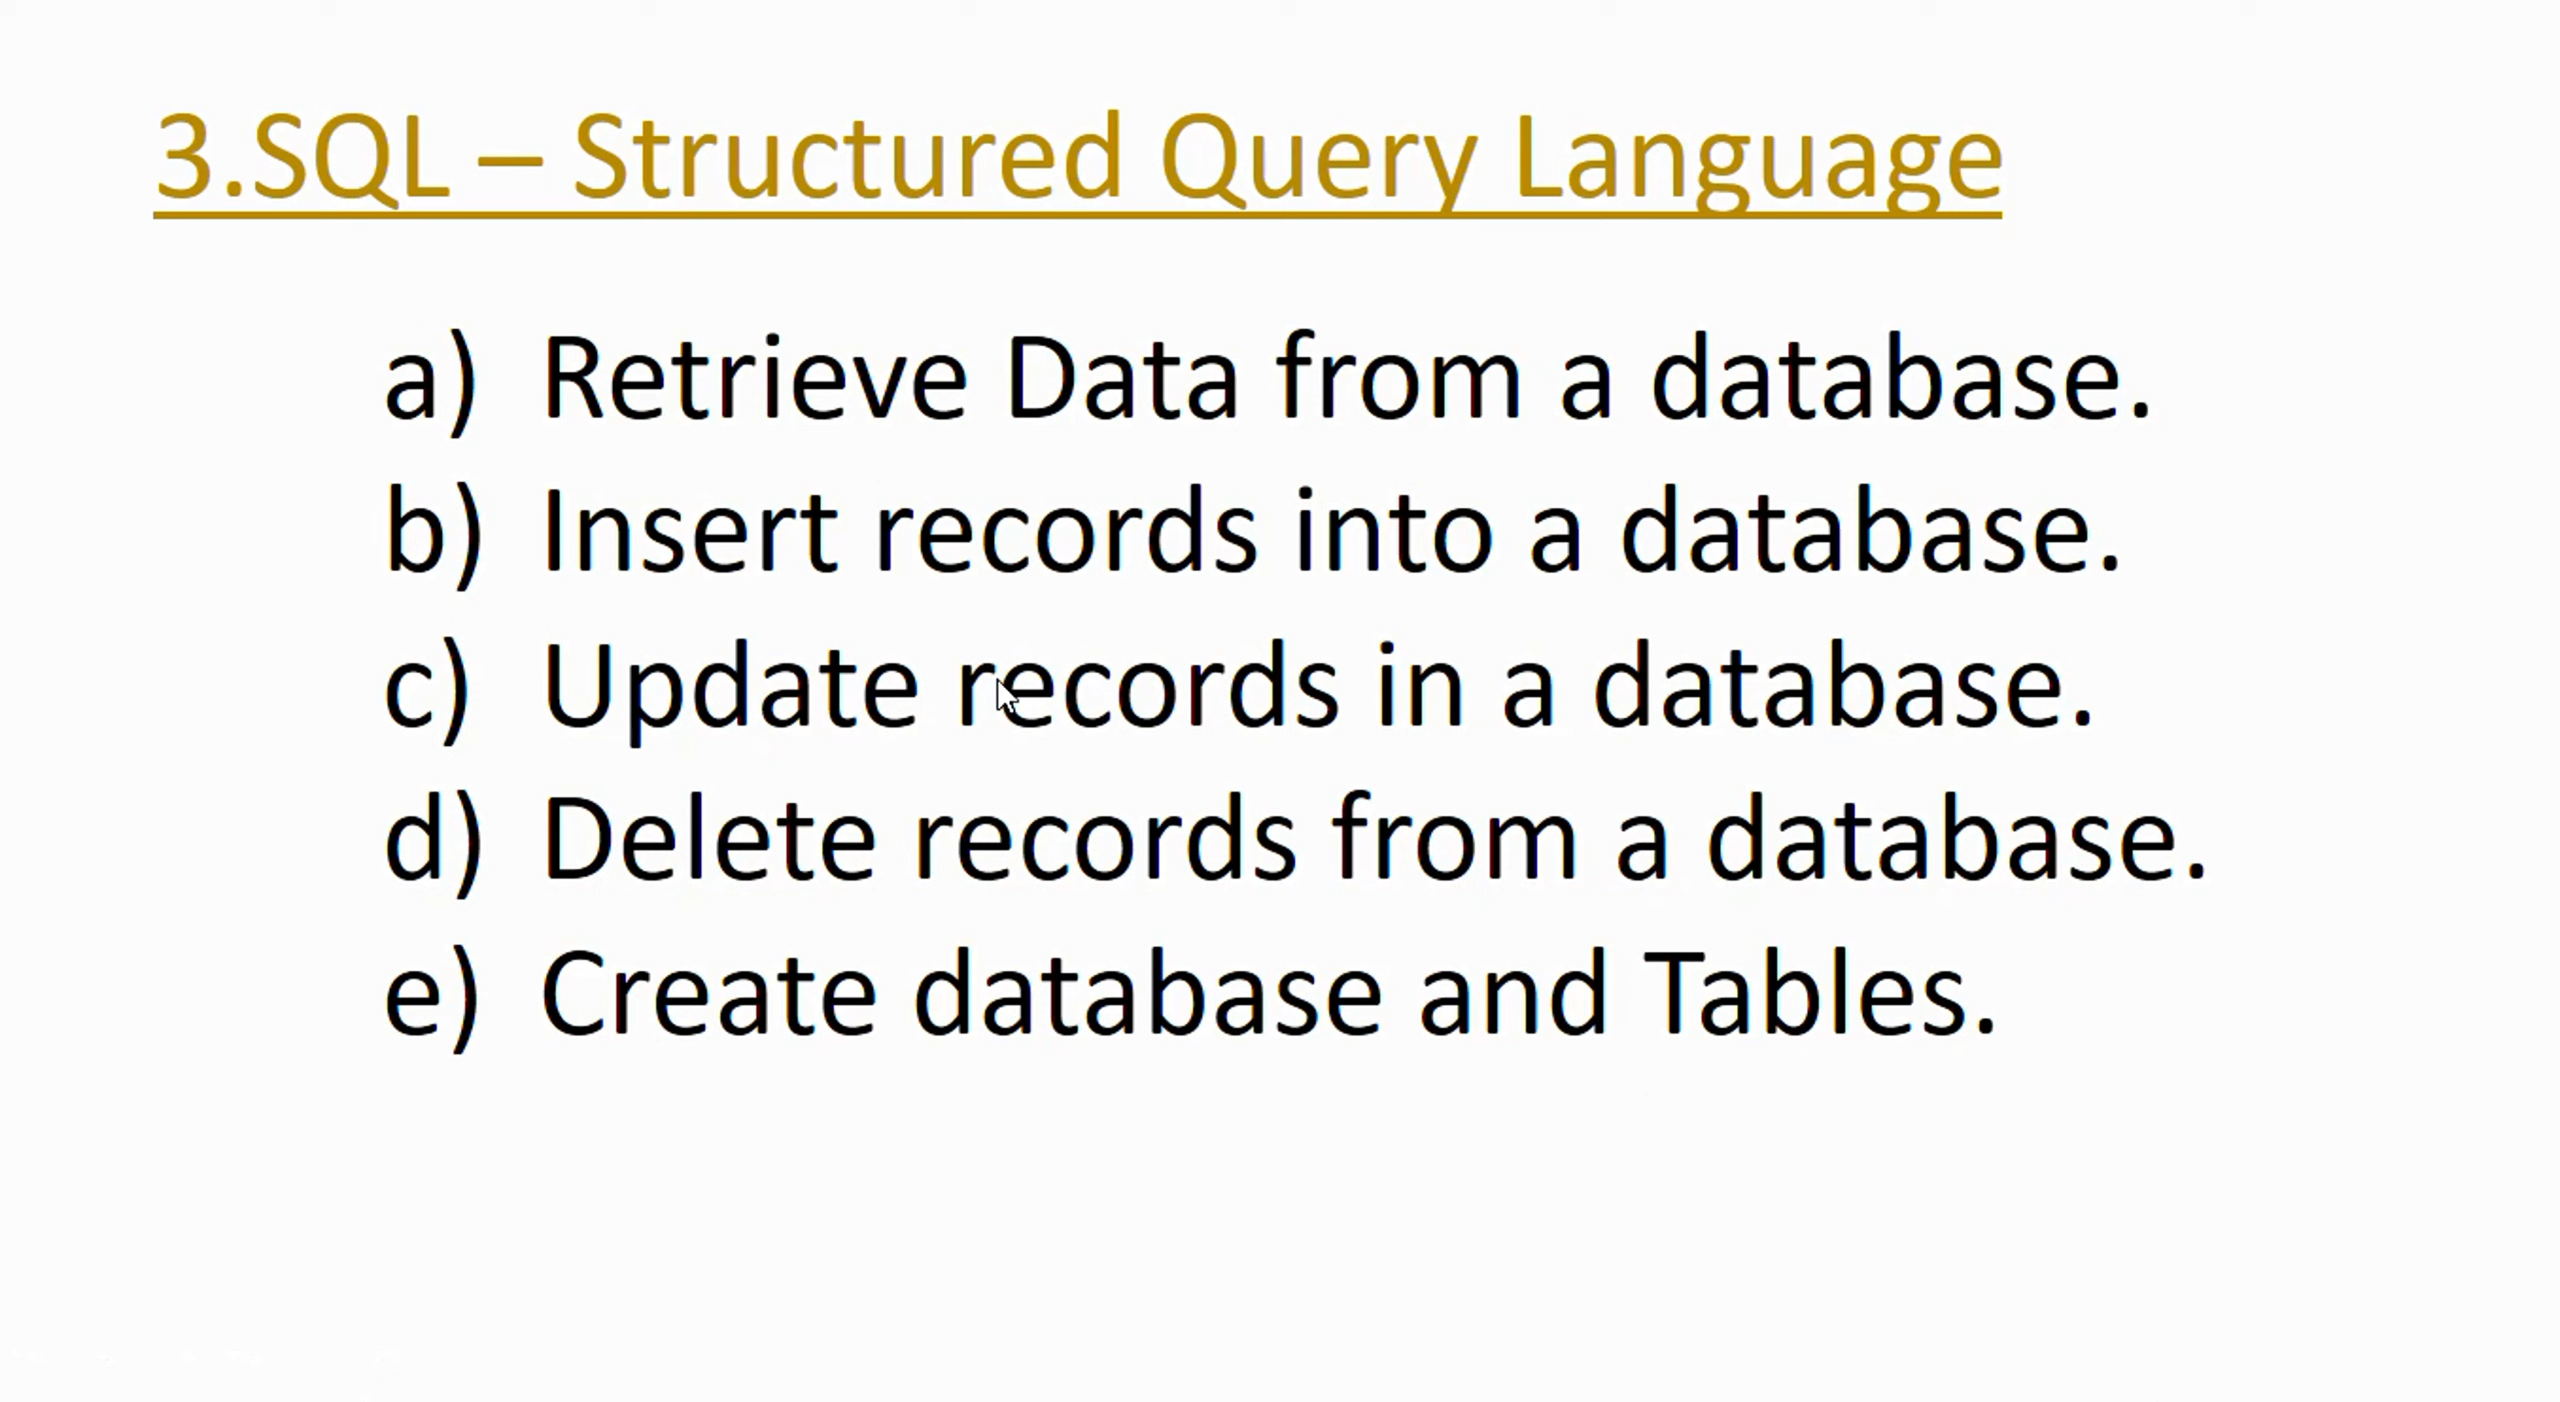 3.SQL – Structured Query Language
a) Retrieve Data from a database.
b) Insert records into a database.
c) Update records in a database.
d) Delete records from a database.
e) Create database and Tables.